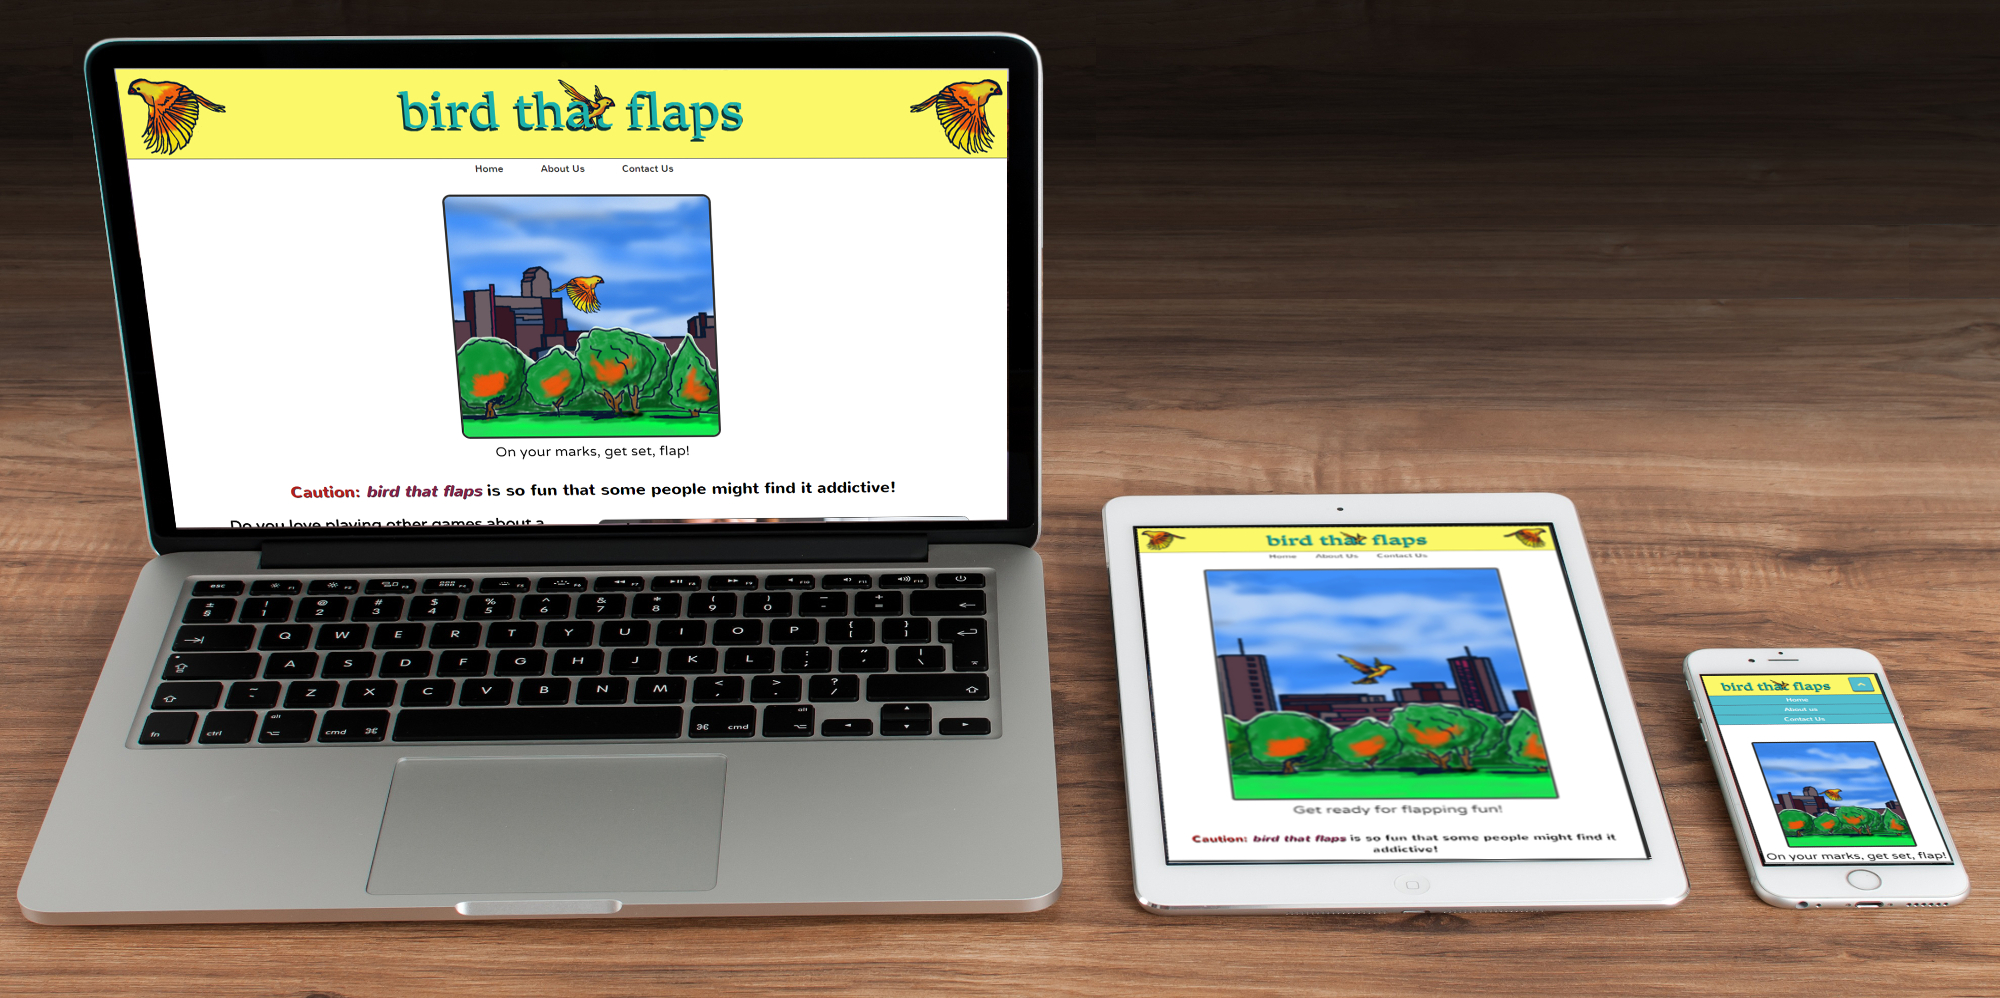 bird that flaps
Home About Us Contact Us
On your marks, get set, flap!
Caution: bird that flaps is so fun that some people might find it addictive!
Do you love playing other games about a
esc F1 F2 F3 F4 F5 F6 F7 F8 F9 F10 F11 F12
± § ! 1 @ 2 # 3 $ 4 % 5 ^ 6 & 7 * 8 ( 9 ) 0 _ - + =
Q W E R T Y U I O P { [ } ]
A S D F G H J K L : ; " ' | \
~ Z X C V B N M < , > . ? /
fn ctrl alt cmd ⌘ ⌘ cmd alt
bird that flaps
Home About Us Contact Us
Get ready for flapping fun!
Caution: bird that flaps is so fun that some people might find it
addictive!
bird that flaps
Home
About us
Contact Us
On your marks, get set, flap!